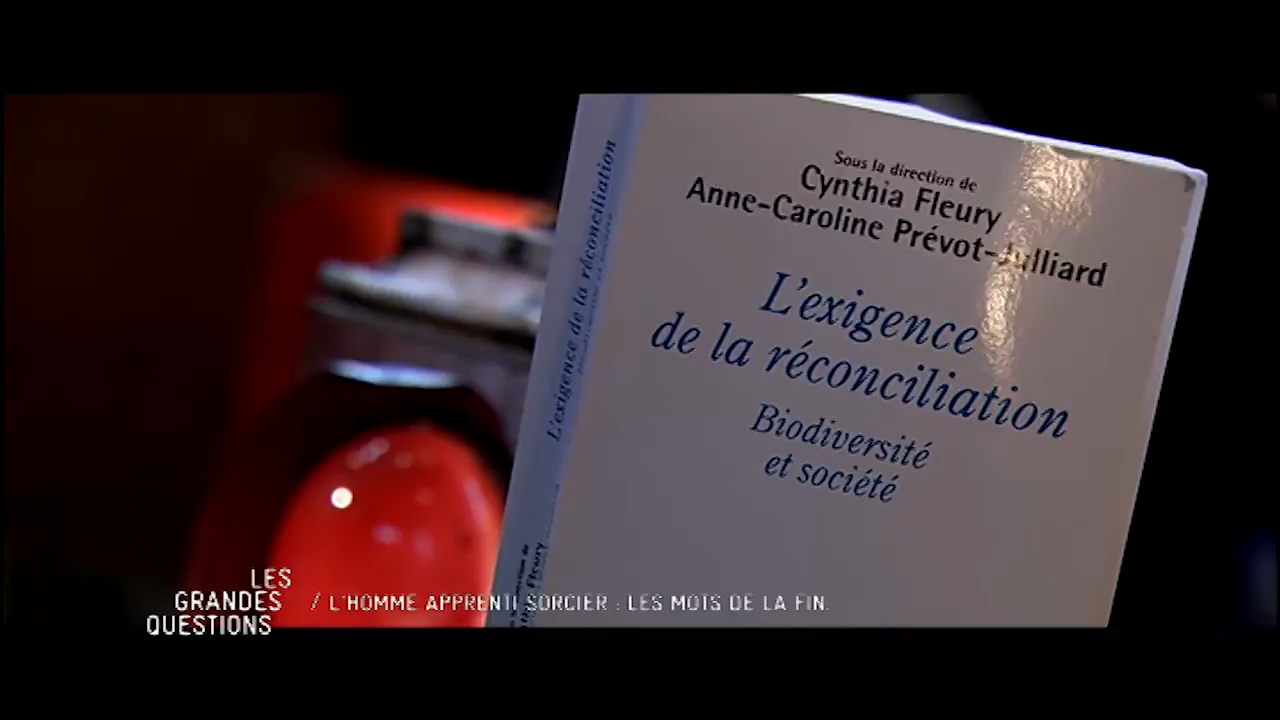 Sous la direction de
Cynthia Fleury
Anne-Caroline Prévot-Julliard
L'exigence
de la réconciliation
Biodiversité
et société
L'exigence de la réconciliation
Fleury
LES
GRANDES
QUESTIONS
/ L'HOMME APPRENTI SORCIER : LES MOTS DE LA FIN.